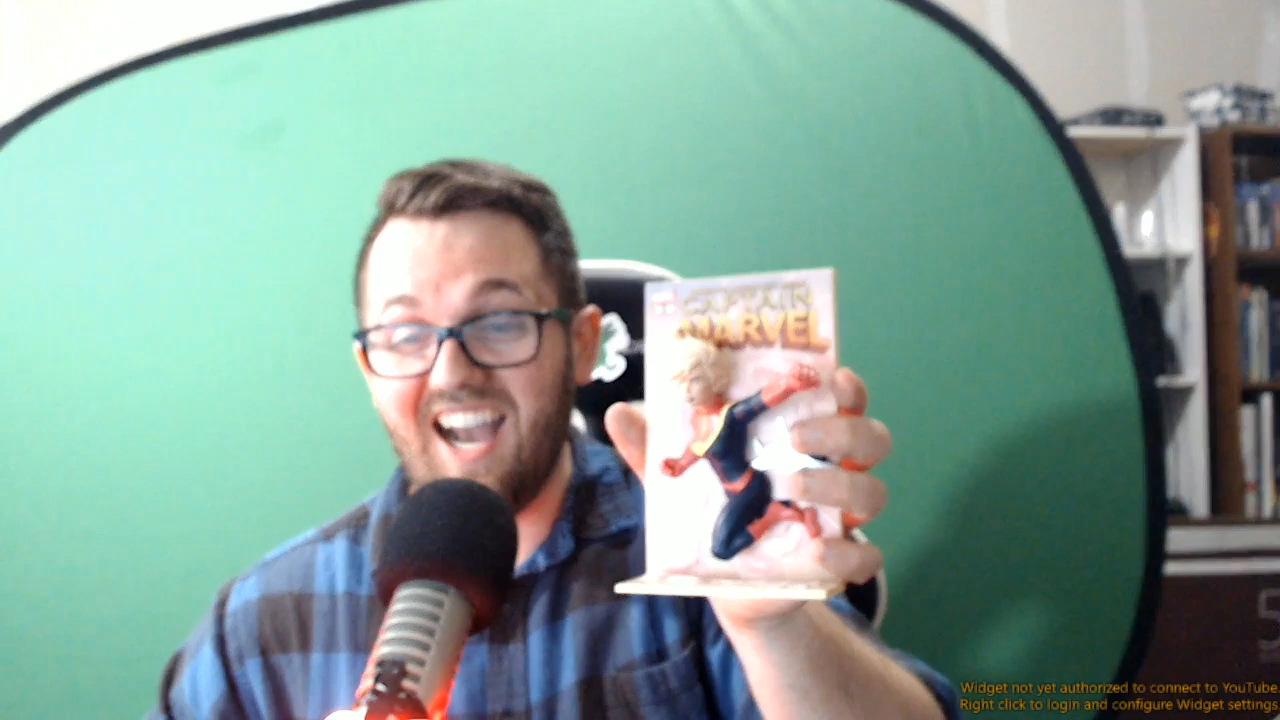 CAPTAIN
MARVEL
Widget not yet authorized to connect to YouTube.
Right click to login and configure Widget settings